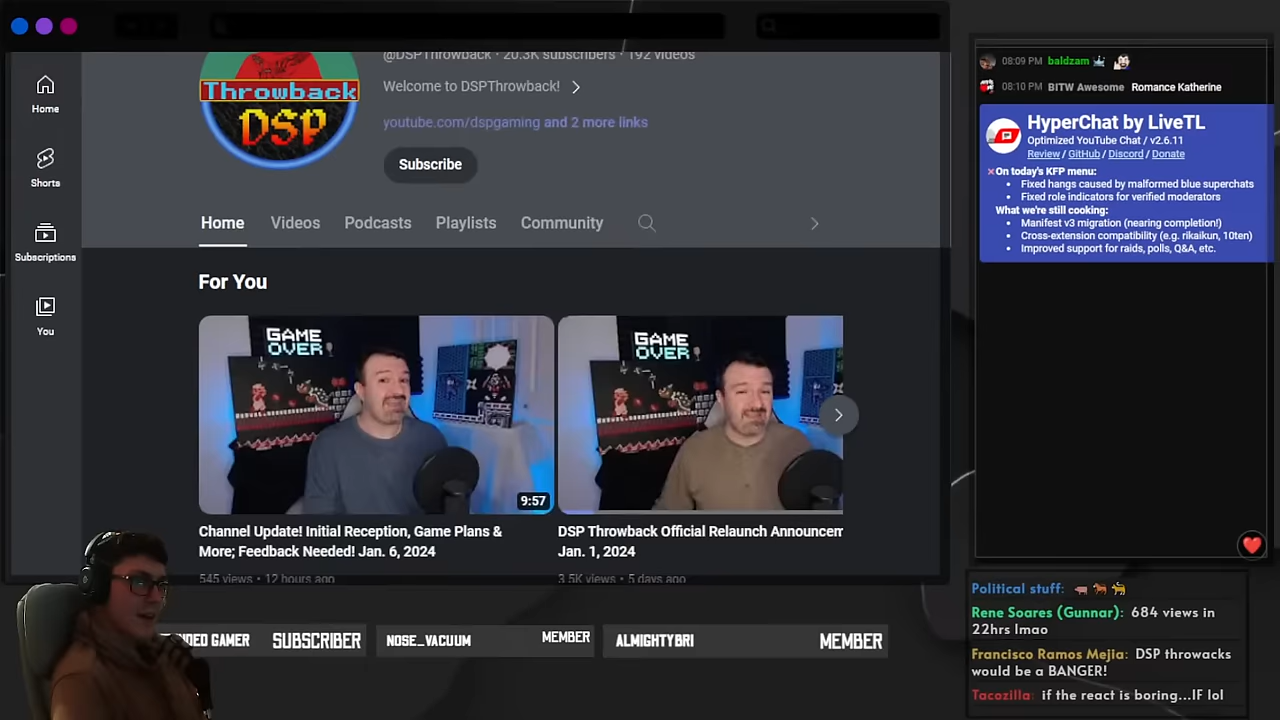 @DSPThrowback · 20.3K subscribers · 192 videos
Welcome to DSPThrowback!
youtube.com/dspgaming and 2 more links
Subscribe
Throwback
DSP
Home
Shorts
Subscriptions
You
Home Videos Podcasts Playlists Community
For You
GAME
OVER
9:57
GAME
OVER
Channel Update! Initial Reception, Game Plans &
More; Feedback Needed! Jan. 6, 2024
545 views · 12 hours ago
DSP Throwback Official Relaunch Announcem
Jan. 1, 2024
3.5K views · 5 days ago
08:09 PM baldzam
08:10 PM BITW Awesome Romance Katherine
HyperChat by LiveTL
Optimized YouTube Chat / v2.6.11
Review / GitHub / Discord / Donate
On today's KFP menu:
• Fixed hangs caused by malformed blue superchats
• Fixed role indicators for verified moderators
What we're still cooking:
• Manifest v3 migration (nearing completion!)
• Cross-extension compatibility (e.g. rikaikun, 10ten)
• Improved support for raids, polls, Q&A, etc.
Political stuff: 🐖 🐎 🐅
Rene Soares (Gunnar): 684 views in
22hrs lmao
Francisco Ramos Mejia: DSP throwacks
would be a BANGER!
Tacozilla: if the react is boring...IF lol
GAMER SUBSCRIBER
NOSE_VACUUM MEMBER
ALMIGHTYBRI MEMBER